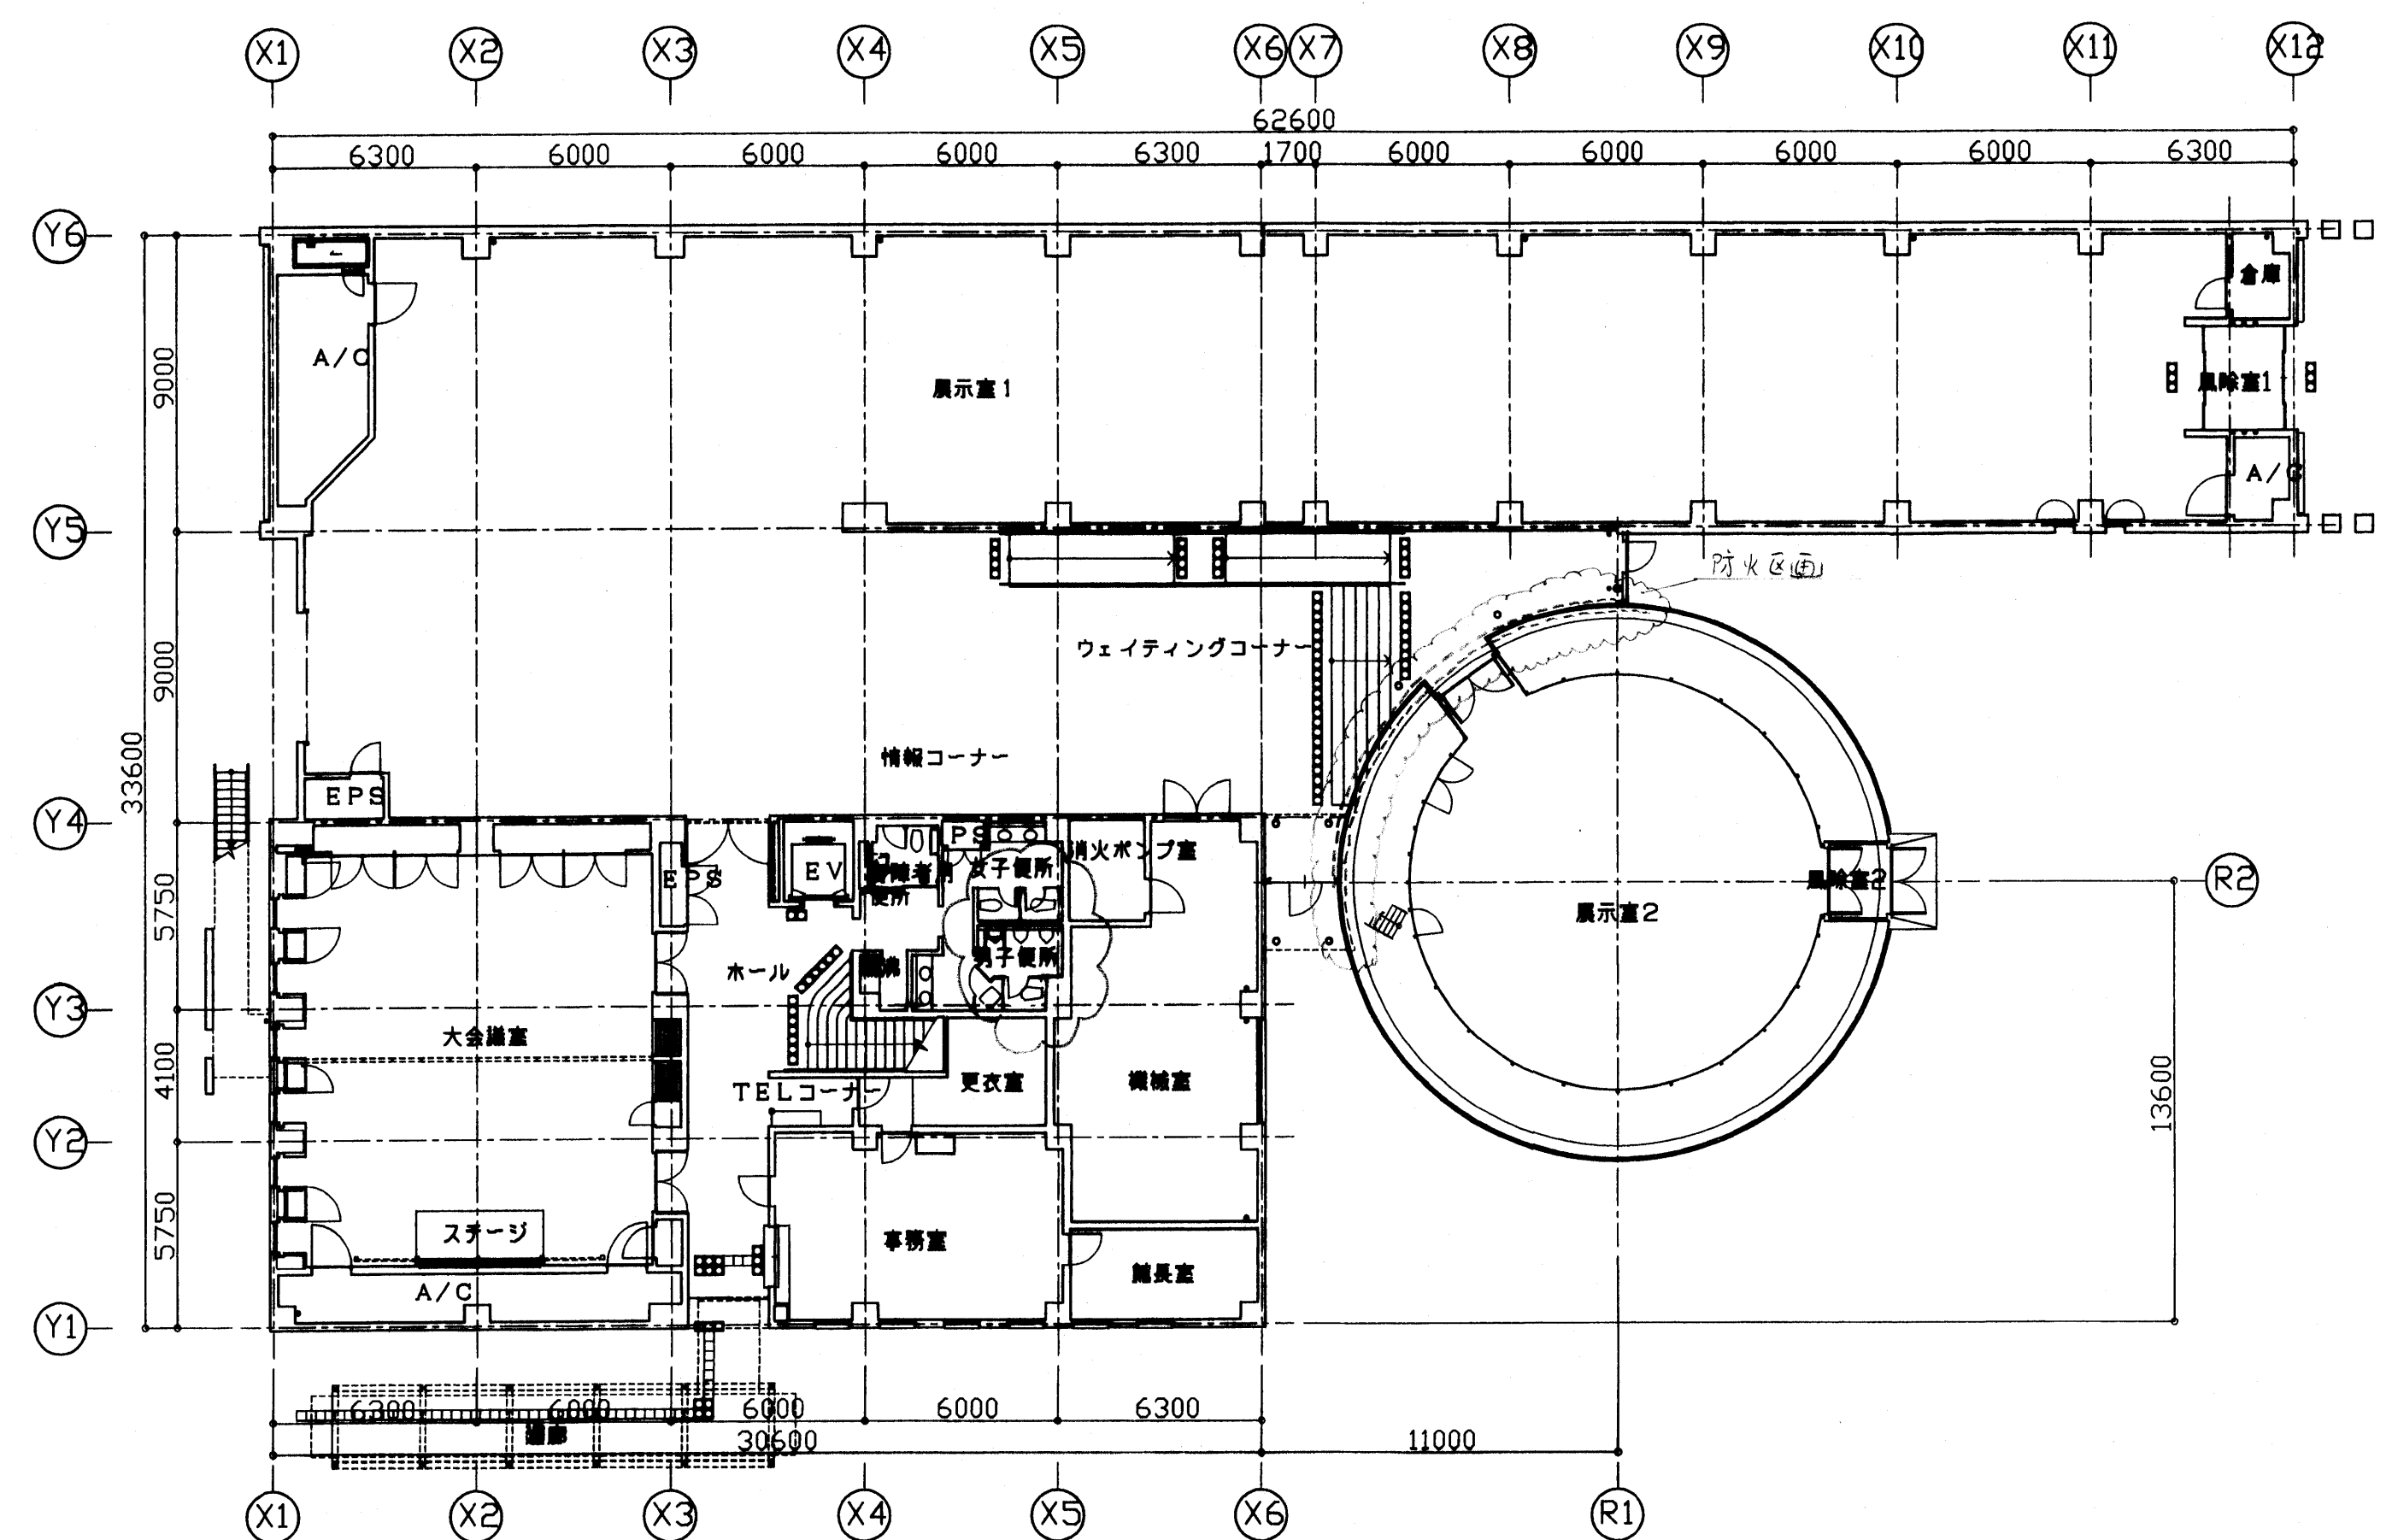 X1 X2 X3 X4 X5 X6 X7 X8 X9 X10 X11 X12
62600
6300 6000 6000 6000 6300 1700 6000 6000 6000 6000 6300
Y6
倉庫
A/C
9000
展示室1
風除室1
A/C
Y5
防火区画
ウェイティングコーナー
9000
33600
情報コーナー
EPS
Y4
PS
消火ポンプ室
EPS
EV
女子便所
便所
風除室2
R2
展示室2
5750
男子便所
ホール
Y3
大会議室
4100
更衣室
機械室
TELコーナー
13600
Y2
5750
ステージ
事務室
館長室
A/C
Y1
6300 6000 6000 6000 6300
30600 11000
X1 X2 X3 X4 X5 X6 R1